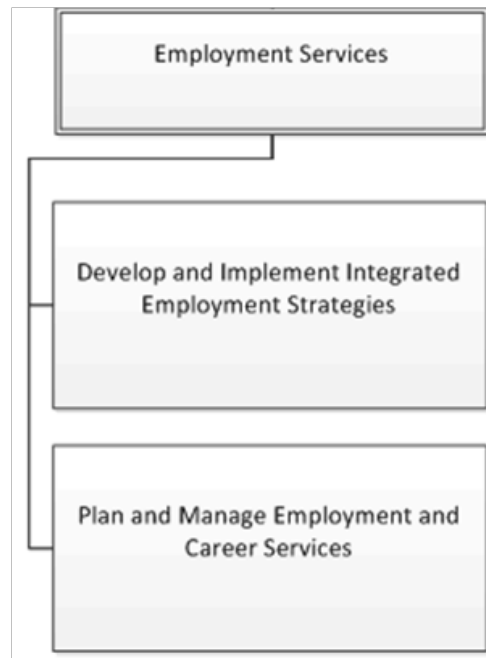 Employment Services
Develop and Implement Integrated
Employment Strategies
Plan and Manage Employment and
Career Services